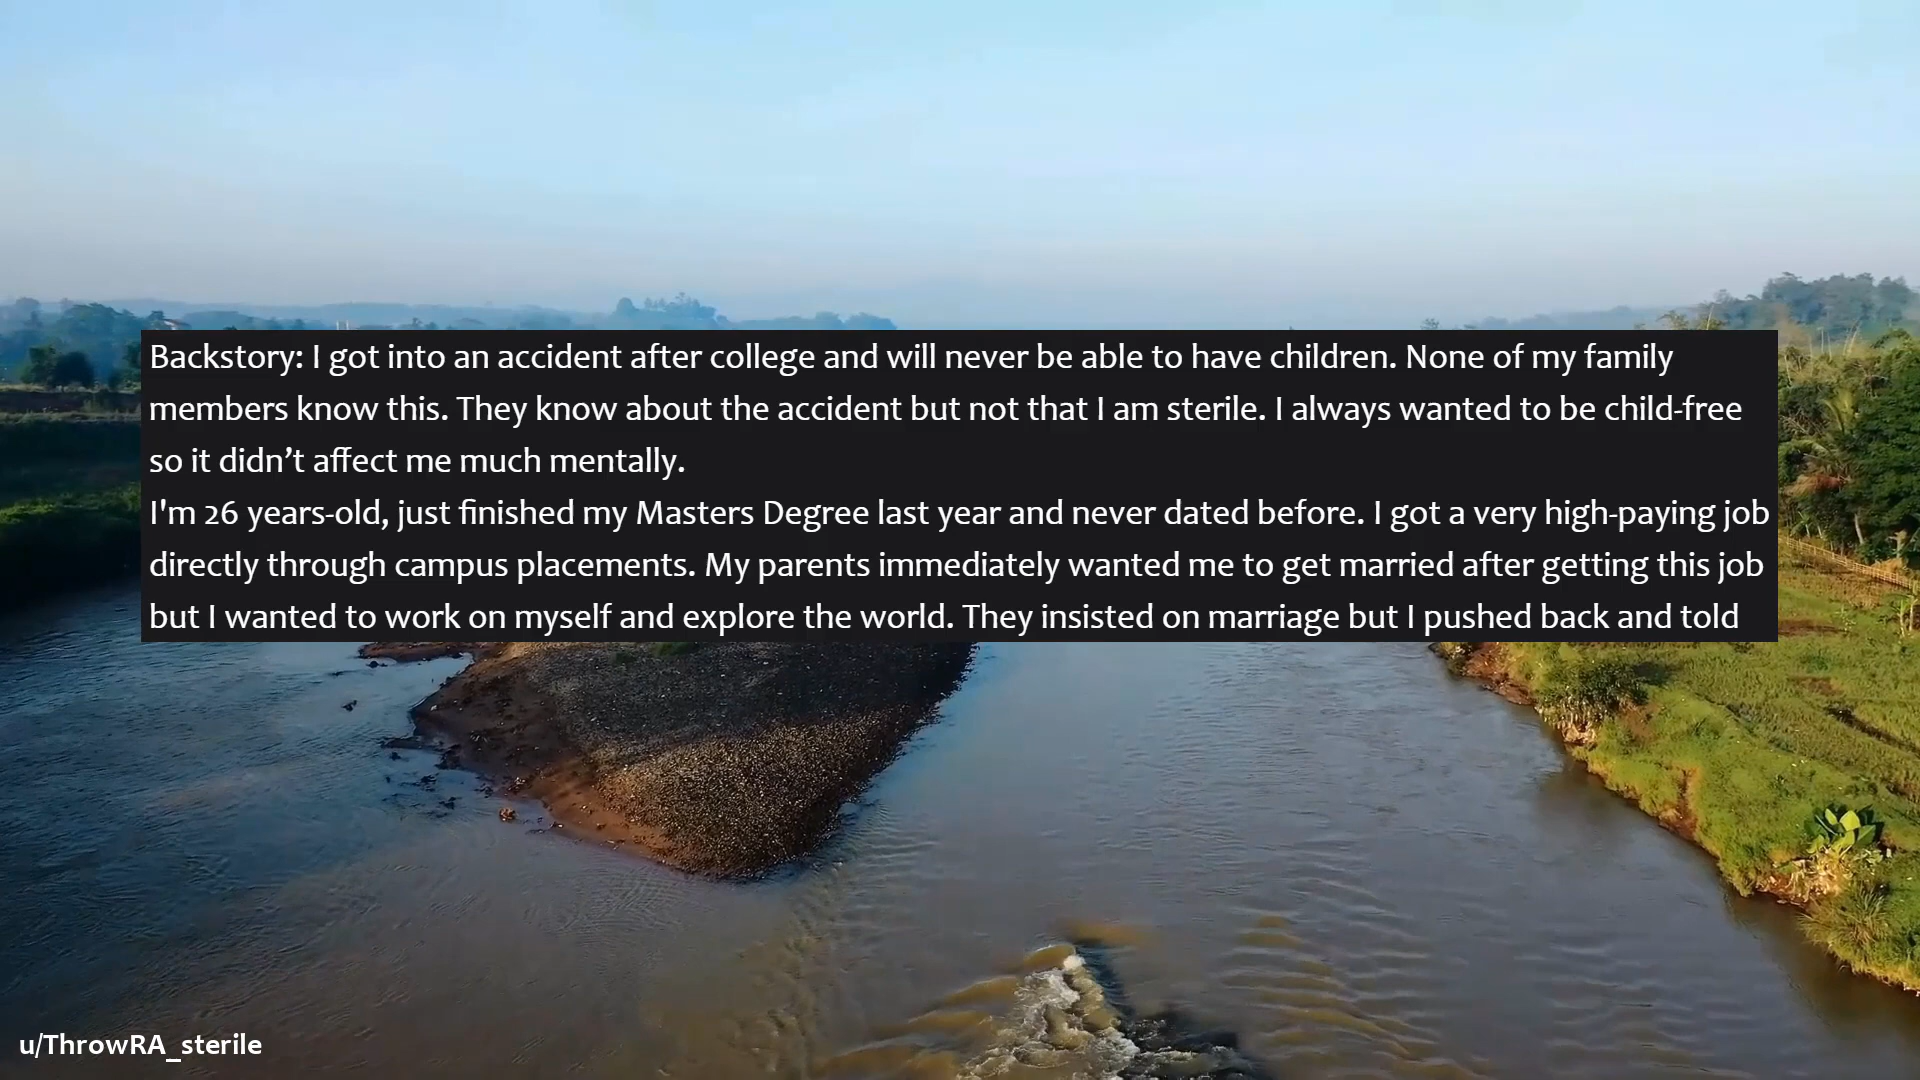 Backstory: I got into an accident after college and will never be able to have children. None of my family
members know this. They know about the accident but not that I am sterile. I always wanted to be child-free
so it didn’t affect me much mentally.
I'm 26 years-old, just finished my Masters Degree last year and never dated before. I got a very high-paying job
directly through campus placements. My parents immediately wanted me to get married after getting this job
but I wanted to work on myself and explore the world. They insisted on marriage but I pushed back and told
u/ThrowRA_sterile